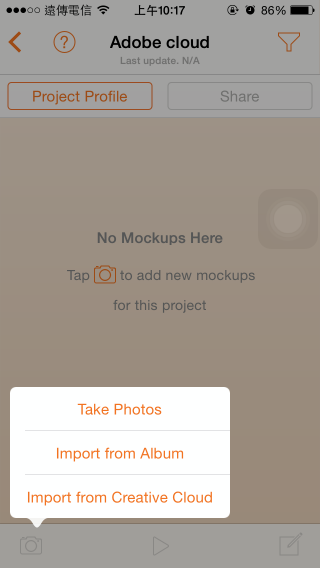 遠傳電信 上午10:17 86%
?
Adobe cloud
Last update. N/A
Project Profile Share
No Mockups Here
Tap to add new mockups
for this project
Take Photos
Import from Album
Import from Creative Cloud